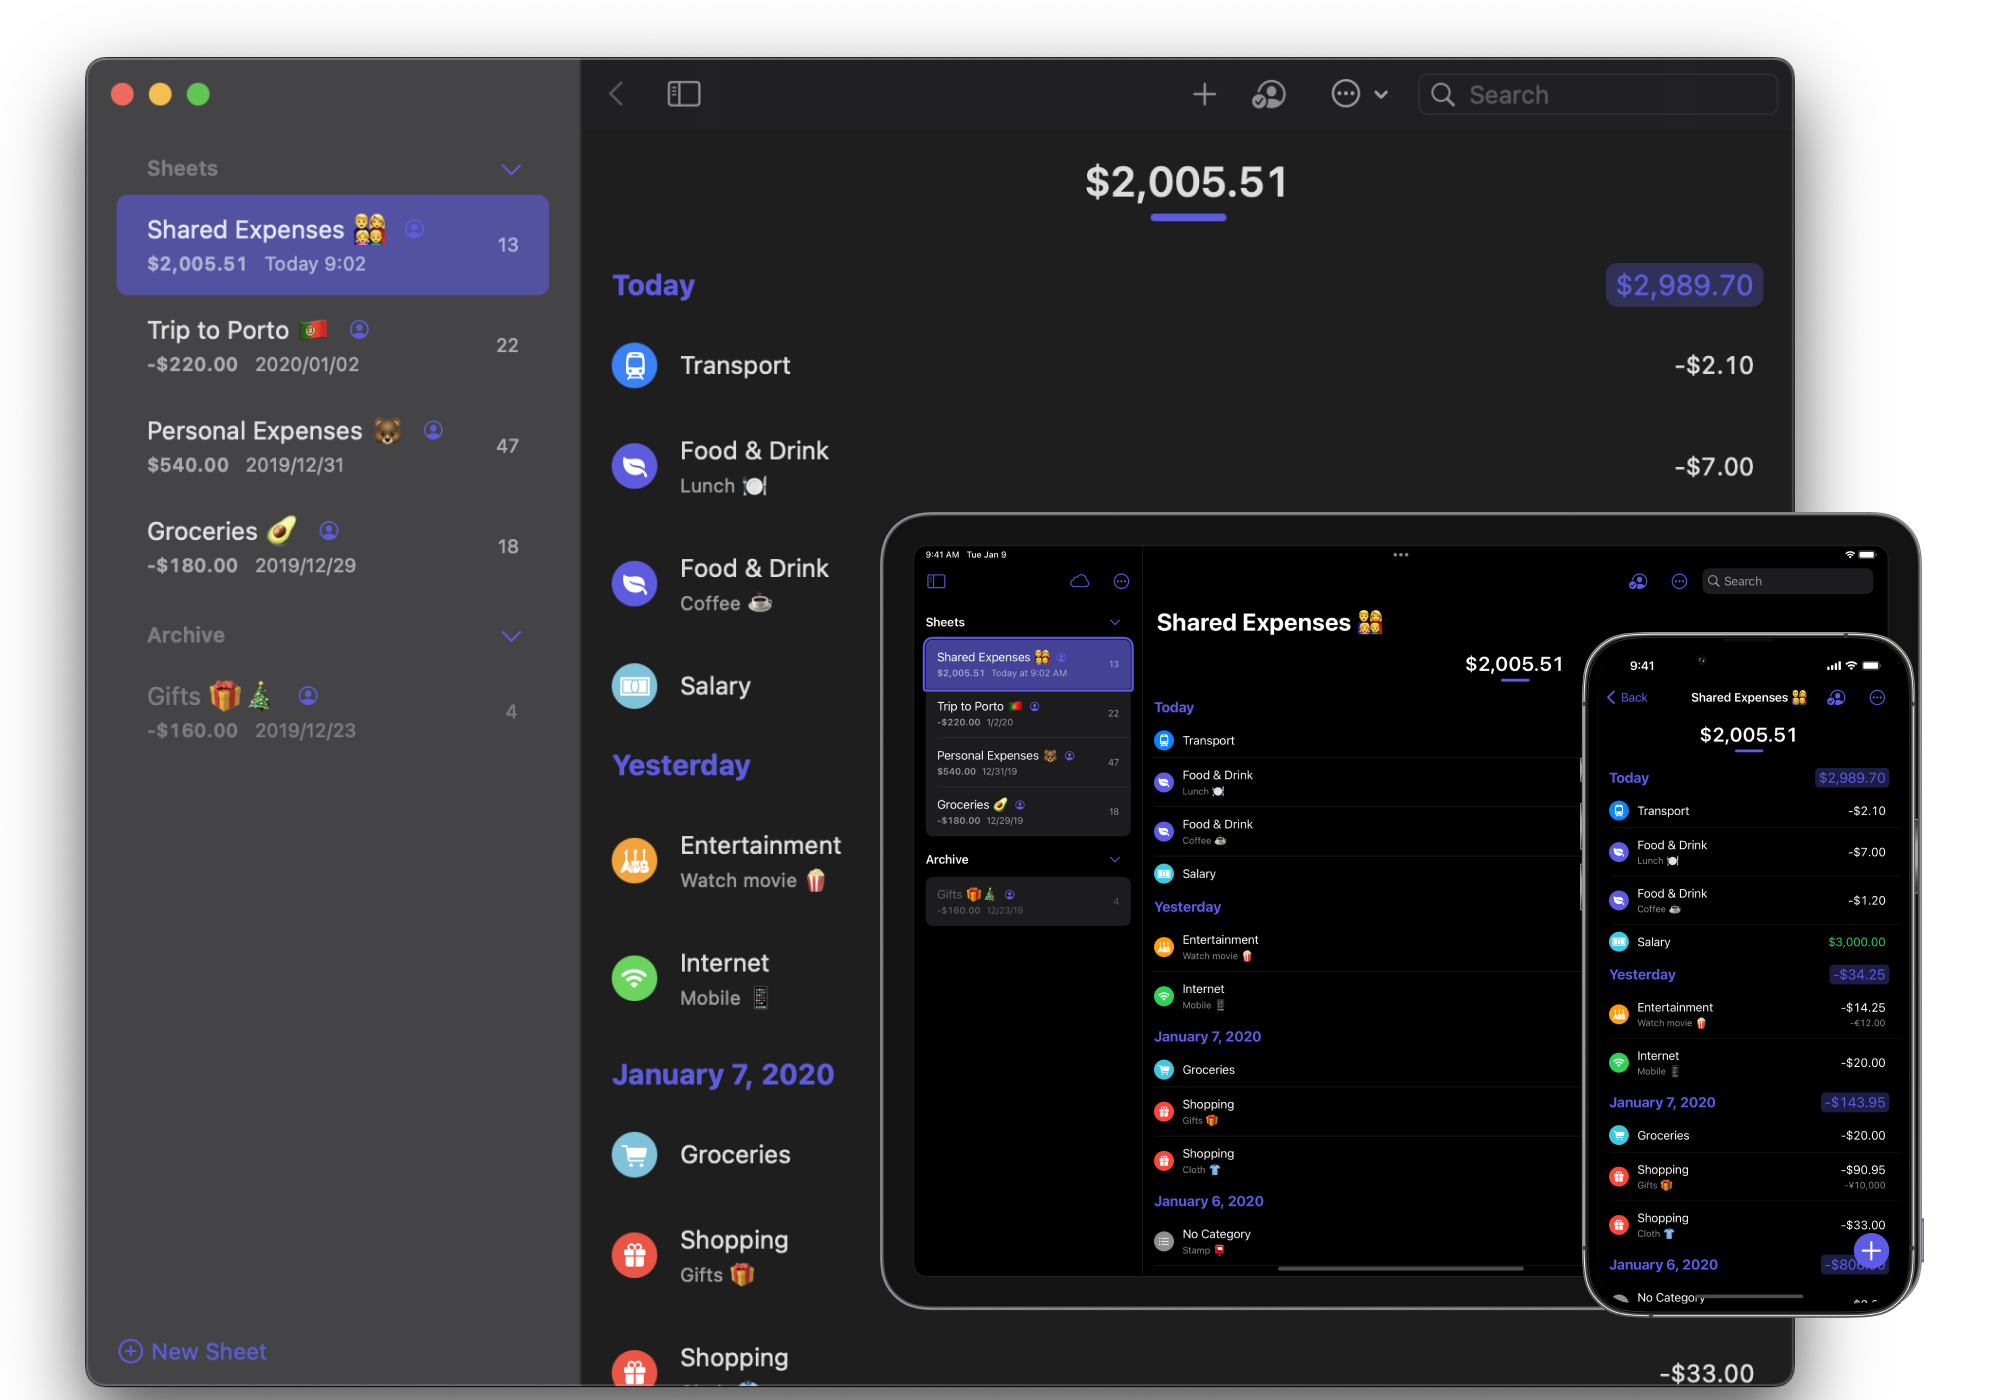 Search
Sheets
Shared Expenses 13
$2,005.51 Today 9:02
Trip to Porto 22
-$220.00 2020/01/02
Personal Expenses 47
$540.00 2019/12/31
Groceries 18
-$180.00 2019/12/29
Archive
Gifts 4
-$160.00 2019/12/23
New Sheet
$2,005.51
Today $2,989.70
Transport -$2.10
Food & Drink -$7.00
Lunch
Food & Drink
Coffee
Salary
Yesterday
Entertainment
Watch movie
Internet
Mobile
January 7, 2020
Groceries
Shopping
Gifts
Shopping -$33.00
9:41 AM Tue Jan 9
Search
Sheets
Shared Expenses 13
$2,005.51 Today at 9:02 AM
Trip to Porto 22
-$220.00 1/2/20
Personal Expenses 47
$540.00 12/31/19
Groceries 18
-$180.00 12/29/19
Archive
Gifts 4
-$160.00 12/23/19
Shared Expenses
$2,005.51
Today
Transport
Food & Drink
Lunch
Food & Drink
Coffee
Salary
Yesterday
Entertainment
Watch movie
Internet
Mobile
January 7, 2020
Groceries
Shopping
Gifts
Shopping
Cloth
January 6, 2020
No Category
Stamp
9:41
Back Shared Expenses
$2,005.51
Today $2,989.70
Transport -$2.10
Food & Drink -$7.00
Lunch
Food & Drink -$1.20
Coffee
Salary $3,000.00
Yesterday -$34.25
Entertainment -$14.25
Watch movie -€12.00
Internet -$20.00
Mobile
January 7, 2020 -$143.95
Groceries -$20.00
Shopping -$90.95
Gifts -¥10,000
Shopping -$33.00
Cloth
January 6, 2020
No Category